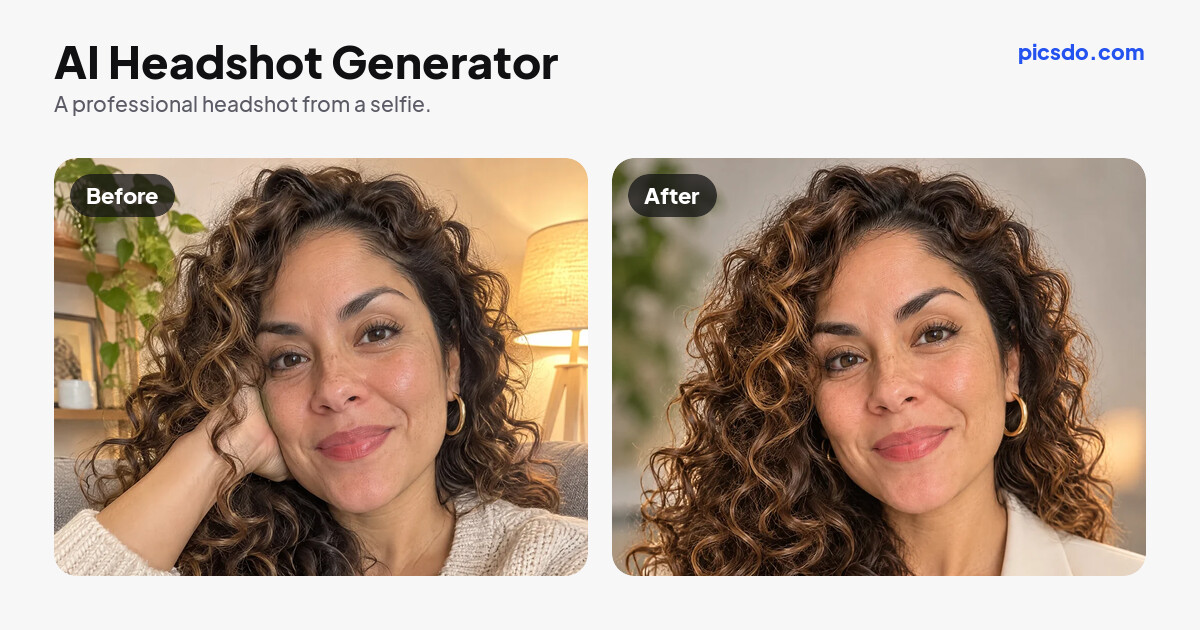 AI Headshot Generator
picsdo.com
A professional headshot from a selfie.
Before
After